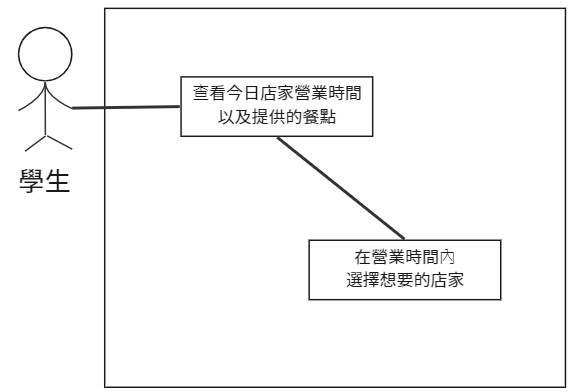 查看今日店家營業時間
以及提供的餐點
學生
在營業時間內
選擇想要的店家